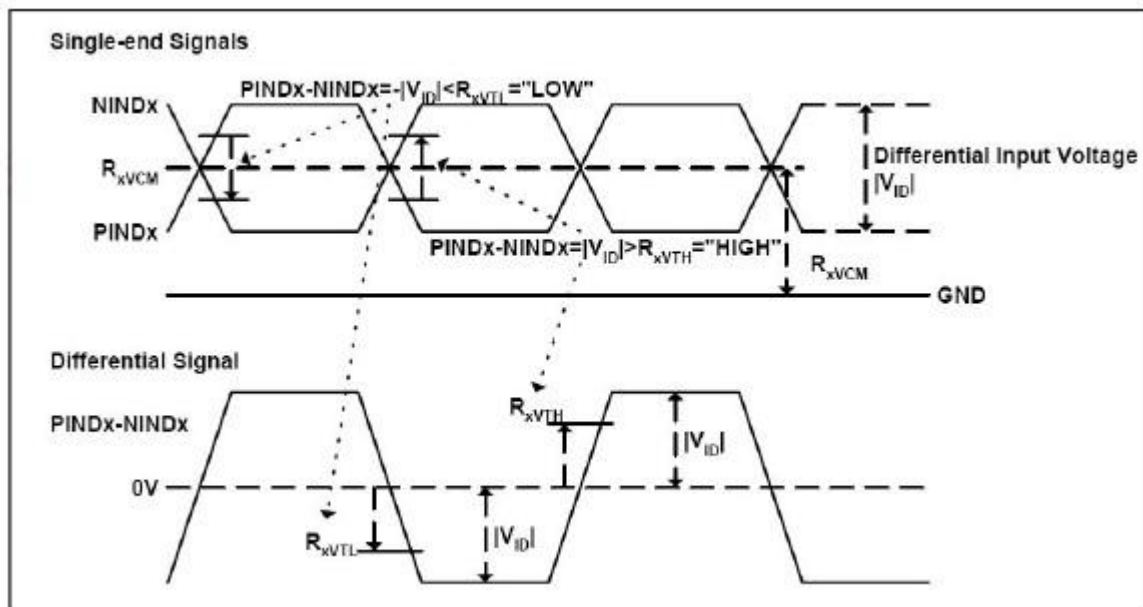 Single-end Signals
PINDx-NINDx=-|VID|<RxVTL="LOW"
NINDx
RxVCM
Differential Input Voltage
|VID|
PINDx
PINDx-NINDx=|VID|>RxVTH="HIGH"
RxVCM
GND
Differential Signal
RxVTH
PINDx-NINDx
|VID|
0V
RxVTL
|VID|